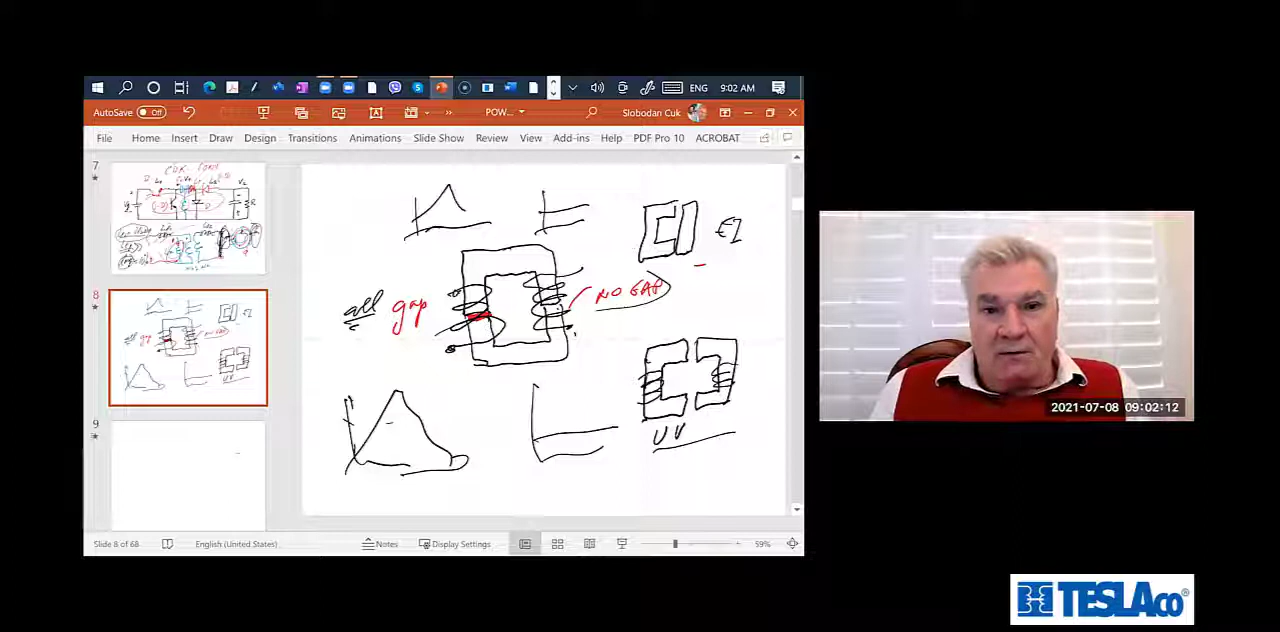 ENG 9:02 AM
AutoSave Off POW... Slobodan Cuk
File Home Insert Draw Design Transitions Animations Slide Show Review View Add-ins Help PDF Pro 10 ACROBAT
7
8
9
all gap
NO GAP
EI
UU
Slide 8 of 68 English (United States) Notes Display Settings 59%
2021-07-08 09:02:12
TESLAco®